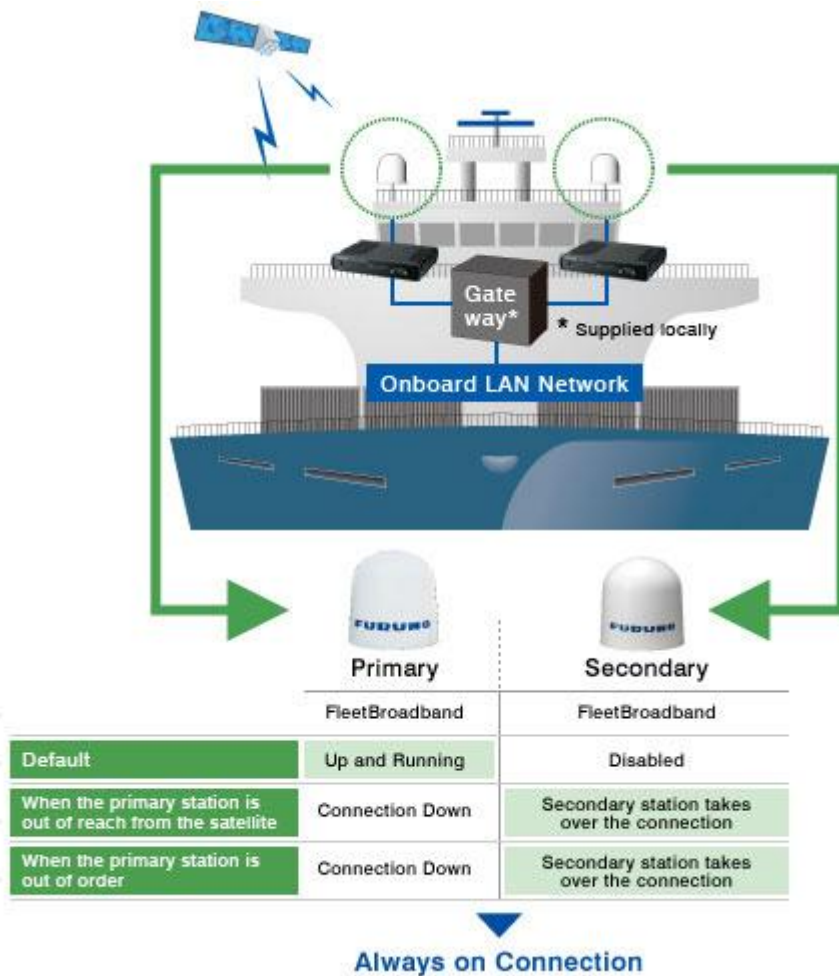 Gate
way*
* Supplied locally
Onboard LAN Network
FURUNO
FURUNO
Primary
Secondary
FleetBroadband
FleetBroadband
Default
Up and Running
Disabled
When the primary station is
out of reach from the satellite
Connection Down
Secondary station takes
over the connection
When the primary station is
out of order
Connection Down
Secondary station takes
over the connection
Always on Connection